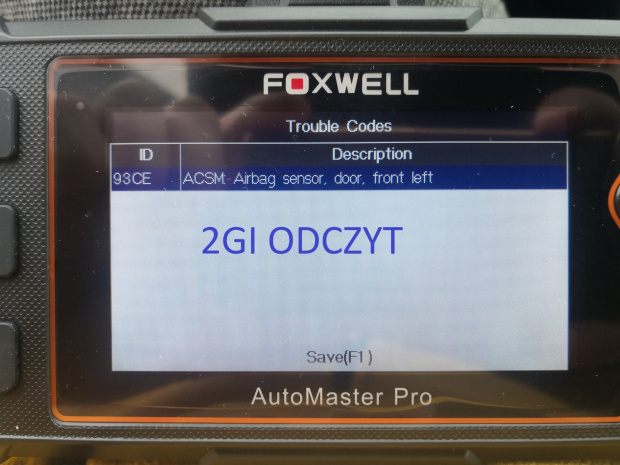 FOXWELL
Trouble Codes
ID Description
93CE ACSM: Airbag sensor, door, front left
2GI ODCZYT
Save(F1)
AutoMaster Pro